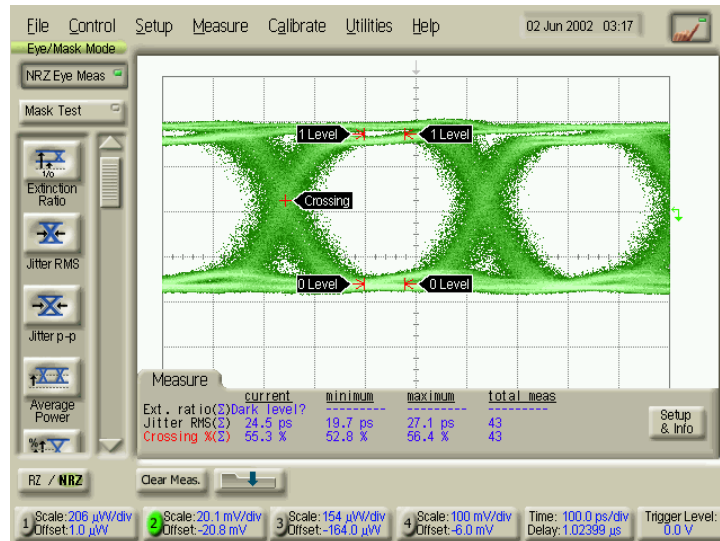 File Control Setup Measure Calibrate Utilities Help 02 Jun 2002 03:17
Eye/Mask Mode
NRZ Eye Meas
Mask Test
1/0
Extinction
Ratio
Jitter RMS
Jitter p-p
Average
Power
%
1 Level 1 Level
Crossing
0 Level 0 Level
Measure
current minimum maximum total meas
Ext. ratio(Σ)Dark level? --------- --------- ---------
Jitter RMS(Σ) 24.5 ps 19.7 ps 27.1 ps 43
Crossing %(Σ) 55.3 % 52.8 % 56.4 % 43
Setup
& Info
RZ / NRZ
Clear Meas.
1 Scale:206 µW/div
Offset:1.0 µW
2 Scale:20.1 mV/div
Offset:-20.8 mV
3 Scale:154 µW/div
Offset:-164.0 µW
4 Scale:100 mV/div
Offset:-6.0 mV
Time: 100.0 ps/div
Delay:1.02399 µs
Trigger Level:
0.0 V